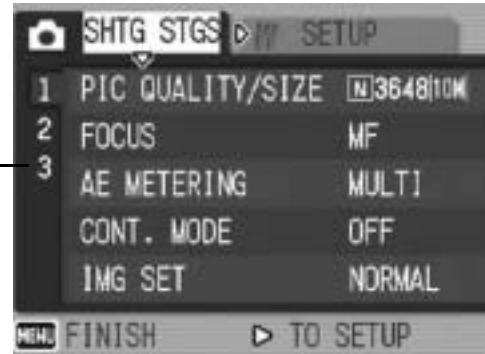 SHTG STGS SETUP
1 PIC QUALITY/SIZE N3648|10M
2 FOCUS MF
3 AE METERING MULTI
CONT. MODE OFF
IMG SET NORMAL
MENU FINISH TO SETUP